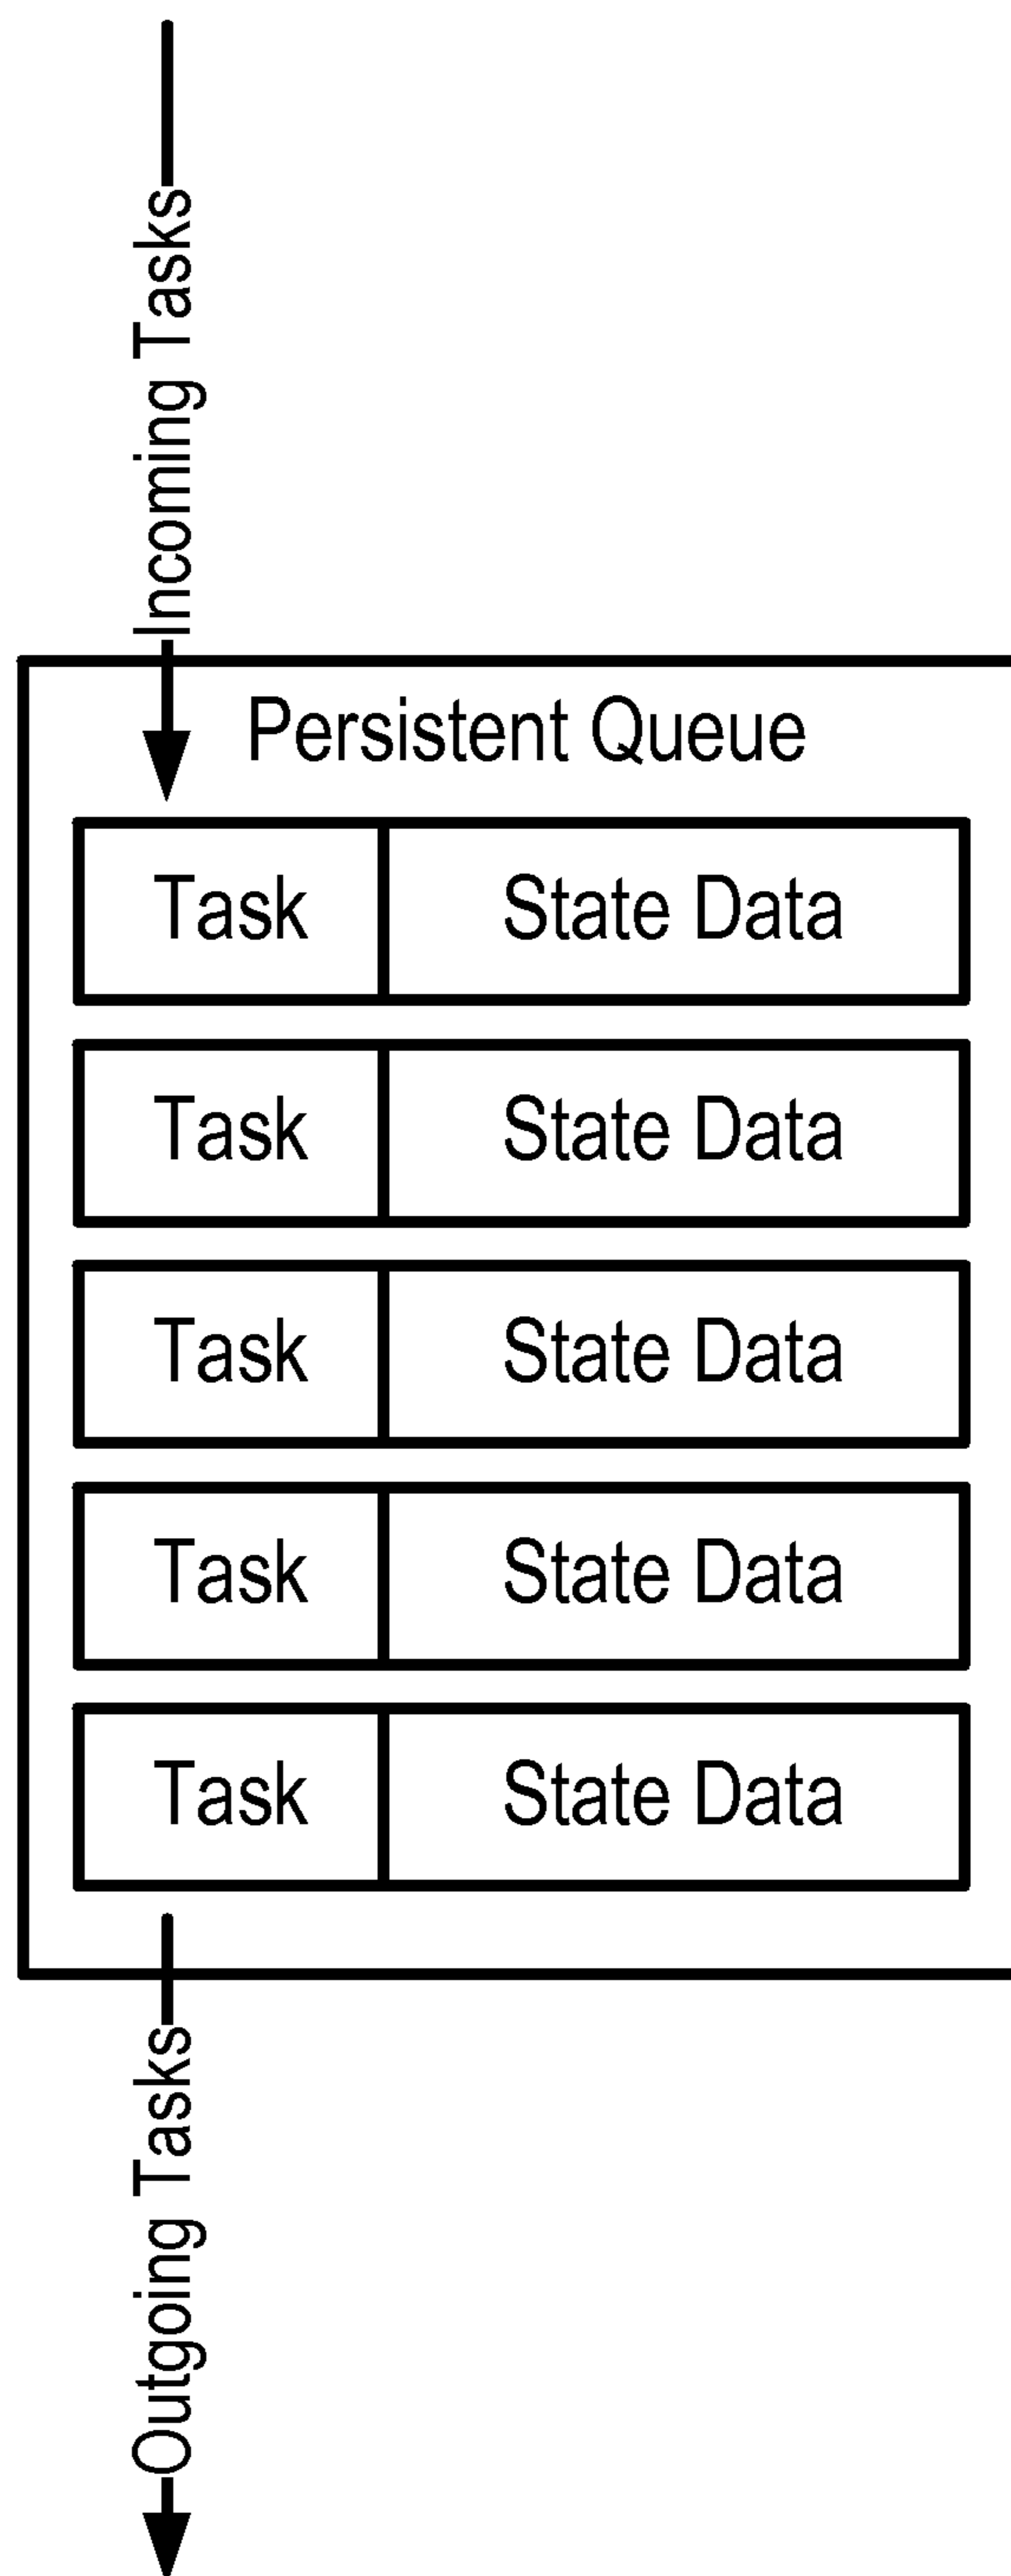 Incoming Tasks
Persistent Queue
Task State Data
Task State Data
Task State Data
Task State Data
Task State Data
Outgoing Tasks